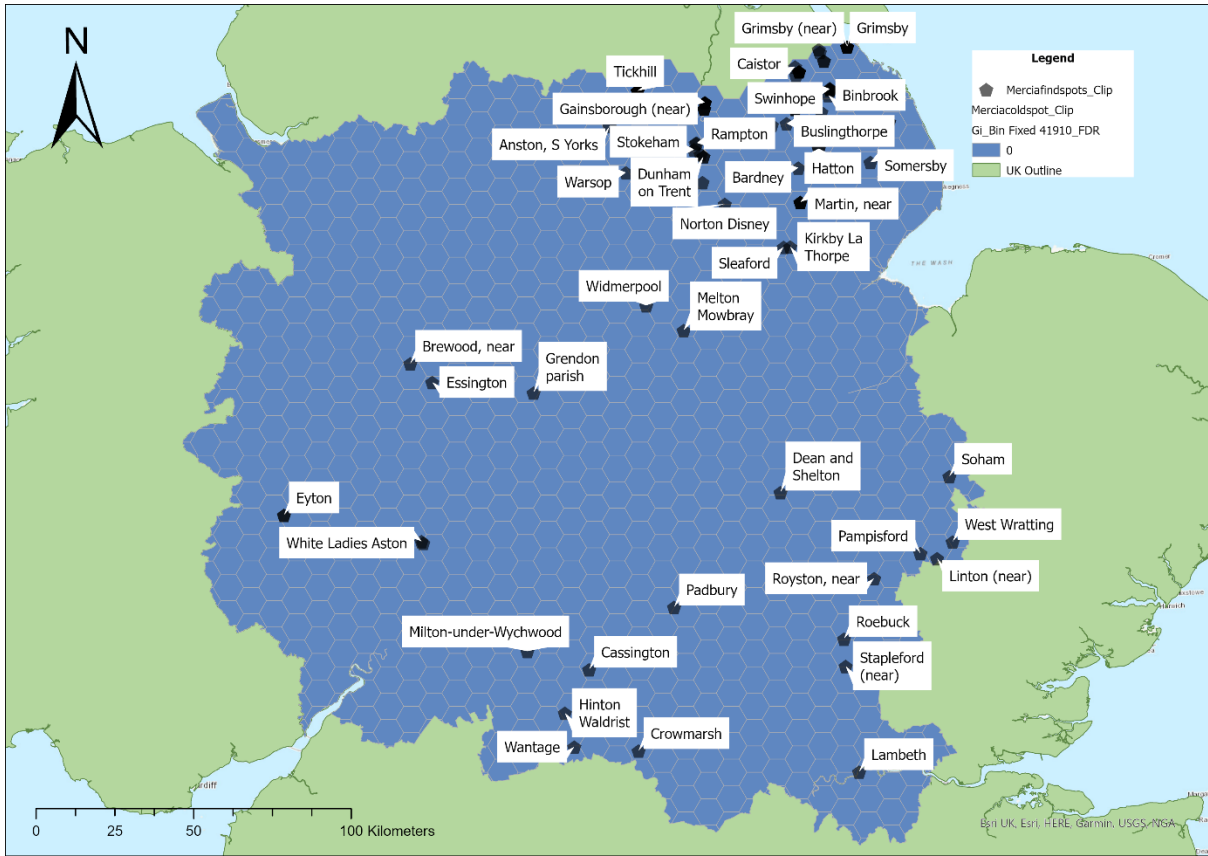 N
Grimsby (near)
Grimsby
Caistor
Tickhill
Swinhope
Binbrook
Gainsborough (near)
Anston, S Yorks
Stokeham
Rampton
Buslingthorpe
Warsop
Dunham
on Trent
Bardney
Hatton
Somersby
Norton Disney
Martin, near
Sleaford
Kirkby La
Thorpe
THE WASH
Cromer
Widmerpool
Melton
Mowbray
Brewood, near
Essington
Grendon
parish
Dean and
Shelton
Soham
Eyton
White Ladies Aston
West Wratting
Pampisford
Linton (near)
Royston, near
Padbury
Roebuck
Milton-under-Wychwood
Cassington
Stapleford
(near)
Hinton
Waldrist
Wantage
Crowmarsh
Lambeth
Legend
Merciafindspots_Clip
Merciacoldspot_Clip
Gi_Bin Fixed 41910_FDR
0
UK Outline
0 25 50 100 Kilometers
Esri UK, Esri, HERE, Garmin, USGS, NGA